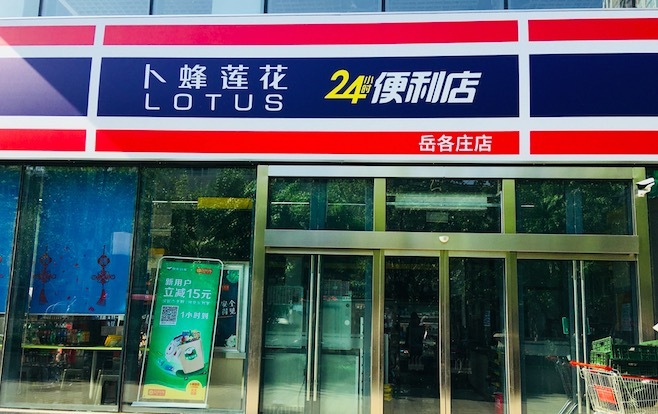 卜蜂莲花
LOTUS
24小时便利店
岳各庄店
新用户
立减15元
1小时到